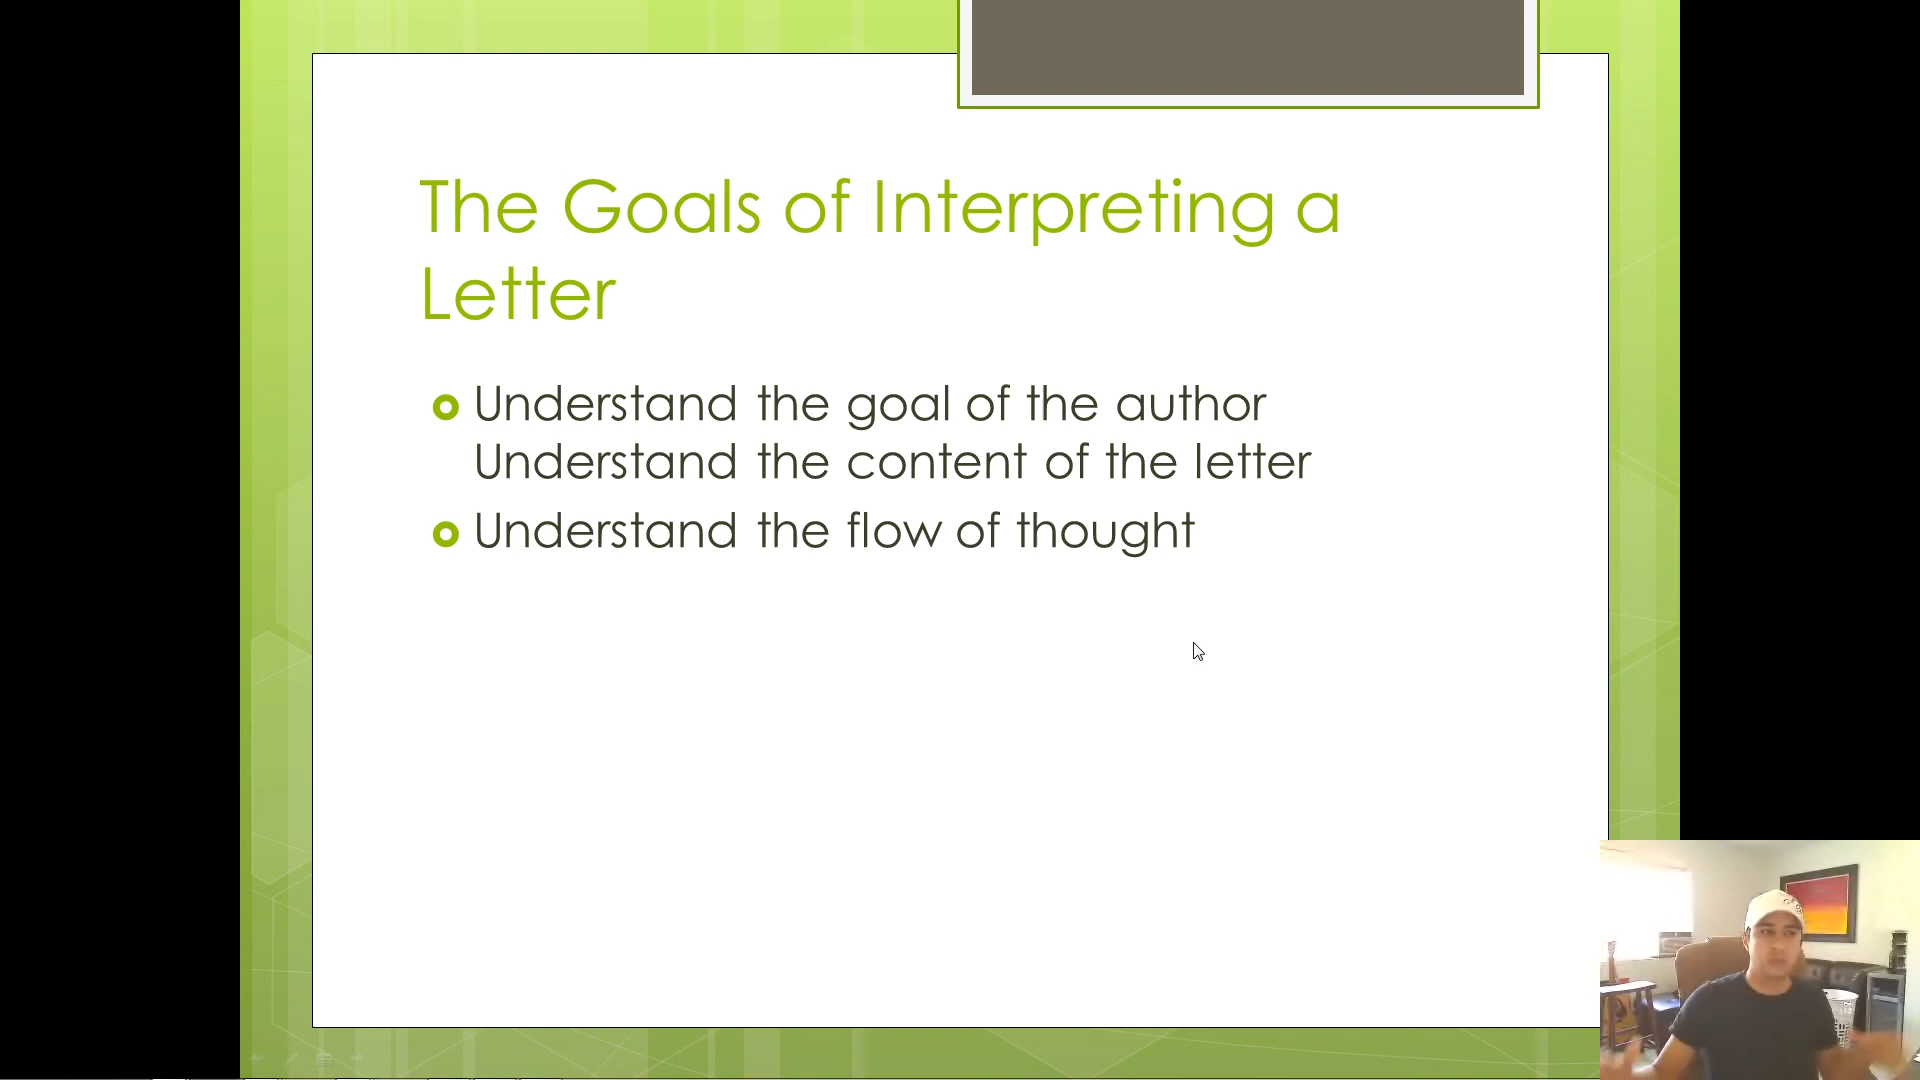 The Goals of Interpreting a
Letter
Understand the goal of the author
Understand the content of the letter
Understand the flow of thought